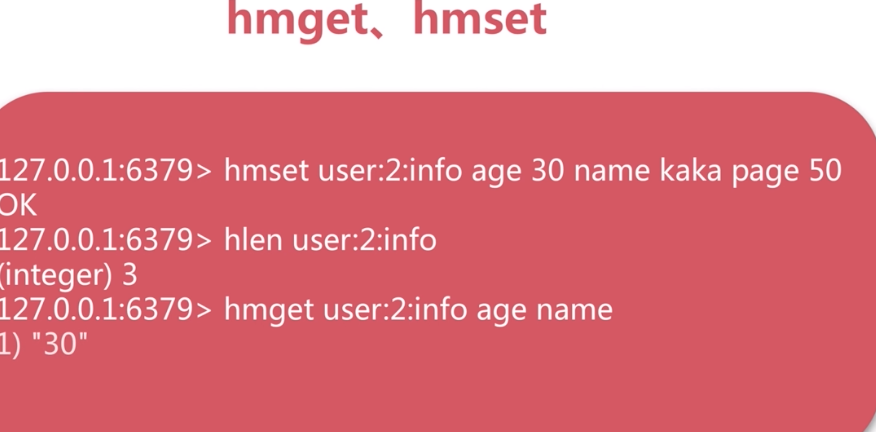 hmget、hmset
127.0.0.1:6379> hmset user:2:info age 30 name kaka page 50
OK
127.0.0.1:6379> hlen user:2:info
(integer) 3
127.0.0.1:6379> hmget user:2:info age name
1) "30"